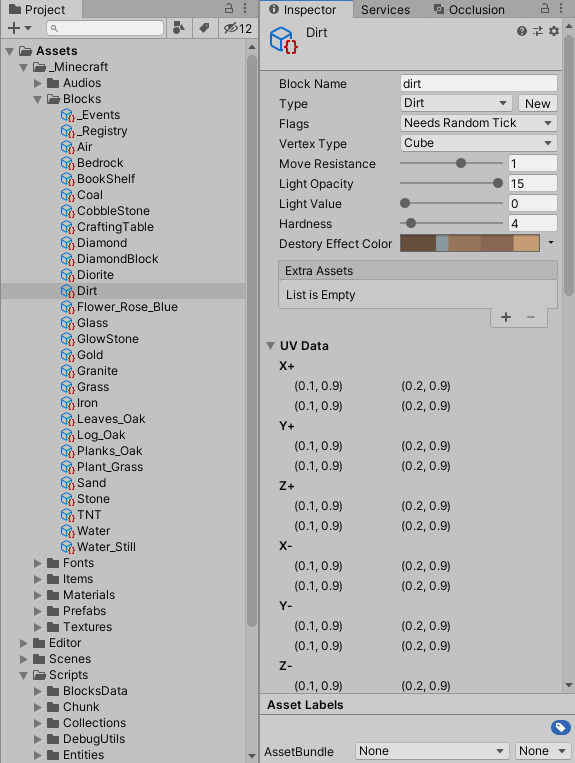 Project
12
Assets
_Minecraft
Audios
Blocks
_Events
_Registry
Air
Bedrock
BookShelf
Coal
CobbleStone
CraftingTable
Diamond
DiamondBlock
Diorite
Dirt
Flower_Rose_Blue
Glass
GlowStone
Gold
Granite
Grass
Iron
Leaves_Oak
Log_Oak
Planks_Oak
Plant_Grass
Sand
Stone
TNT
Water
Water_Still
Fonts
Items
Materials
Prefabs
Textures
Editor
Scenes
Scripts
BlocksData
Chunk
Collections
DebugUtils
Entities
Inspector Services Occlusion
Dirt
Block Name dirt
Type Dirt New
Flags Needs Random Tick
Vertex Type Cube
Move Resistance 1
Light Opacity 15
Light Value 0
Hardness 4
Destory Effect Color
Extra Assets
List is Empty
+ −
UV Data
X+
(0.1, 0.9) (0.2, 0.9)
(0.1, 0.9) (0.2, 0.9)
Y+
(0.1, 0.9) (0.2, 0.9)
(0.1, 0.9) (0.2, 0.9)
Z+
(0.1, 0.9) (0.2, 0.9)
(0.1, 0.9) (0.2, 0.9)
X-
(0.1, 0.9) (0.2, 0.9)
(0.1, 0.9) (0.2, 0.9)
Y-
(0.1, 0.9) (0.2, 0.9)
(0.1, 0.9) (0.2, 0.9)
Z-
(0.1, 0.9) (0.2, 0.9)
Asset Labels
AssetBundle None None